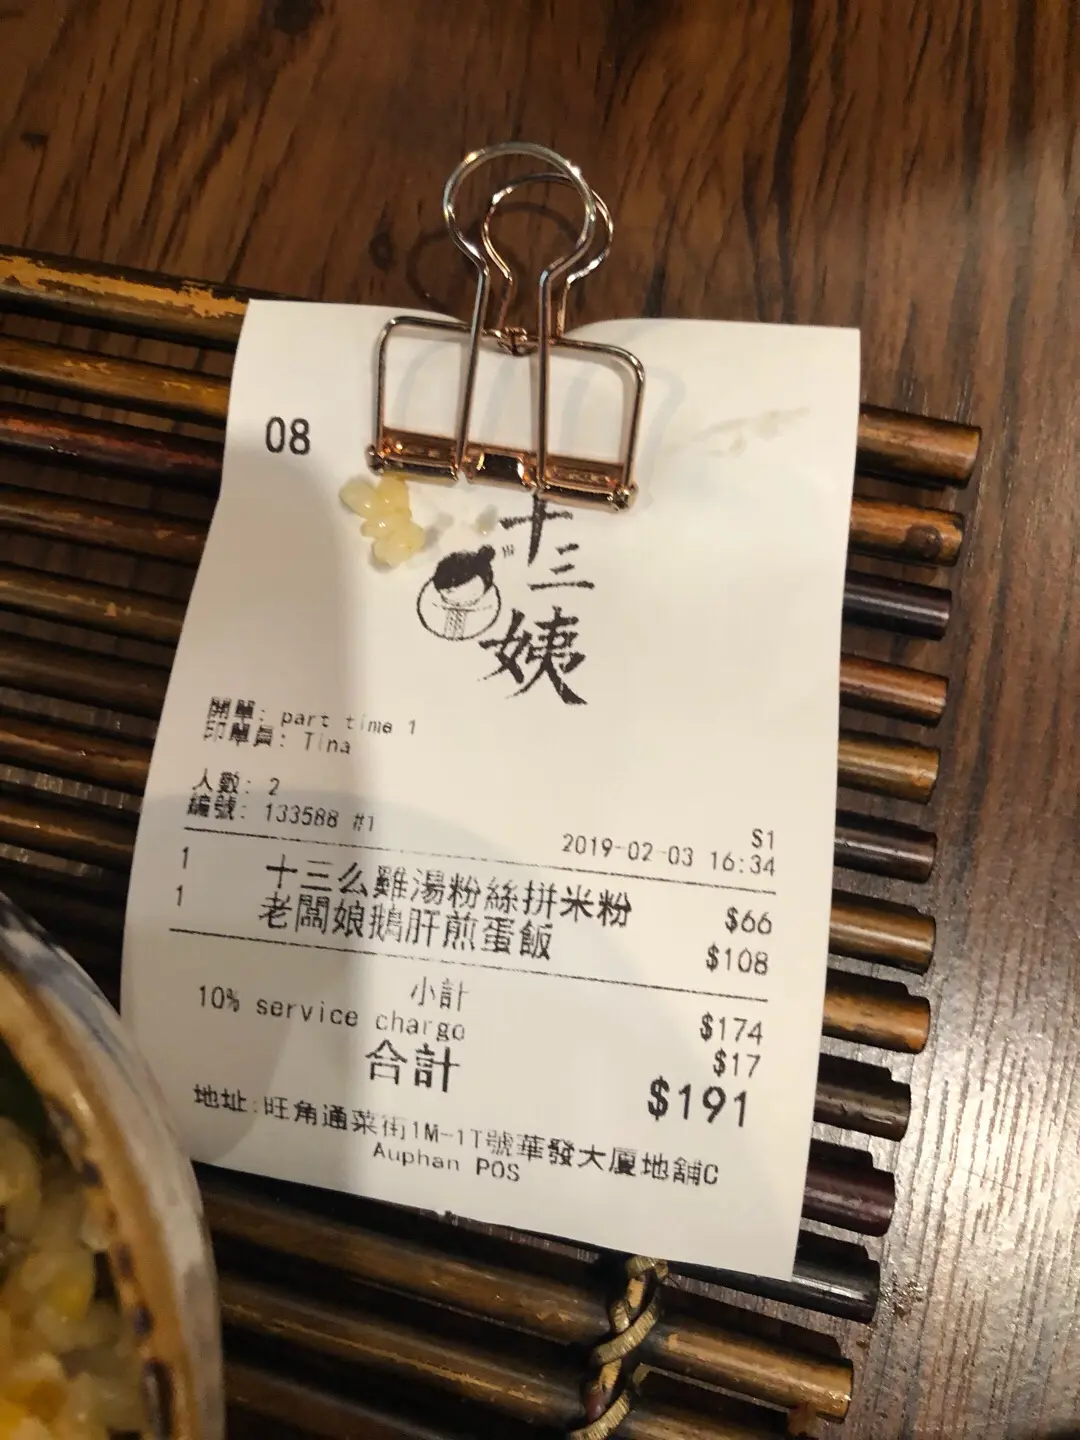 08
十三
姨
開單: part time 1
印單員: Tina
人數: 2
編號: 133588 #1
S1
2019-02-03 16:34
1 十三么雞湯粉絲拼米粉 $66
1 老闆娘鵝肝煎蛋飯 $108
小計 $174
10% service charge $17
合計 $191
地址:旺角通菜街1M-1T號華發大廈地舖C
Auphan POS